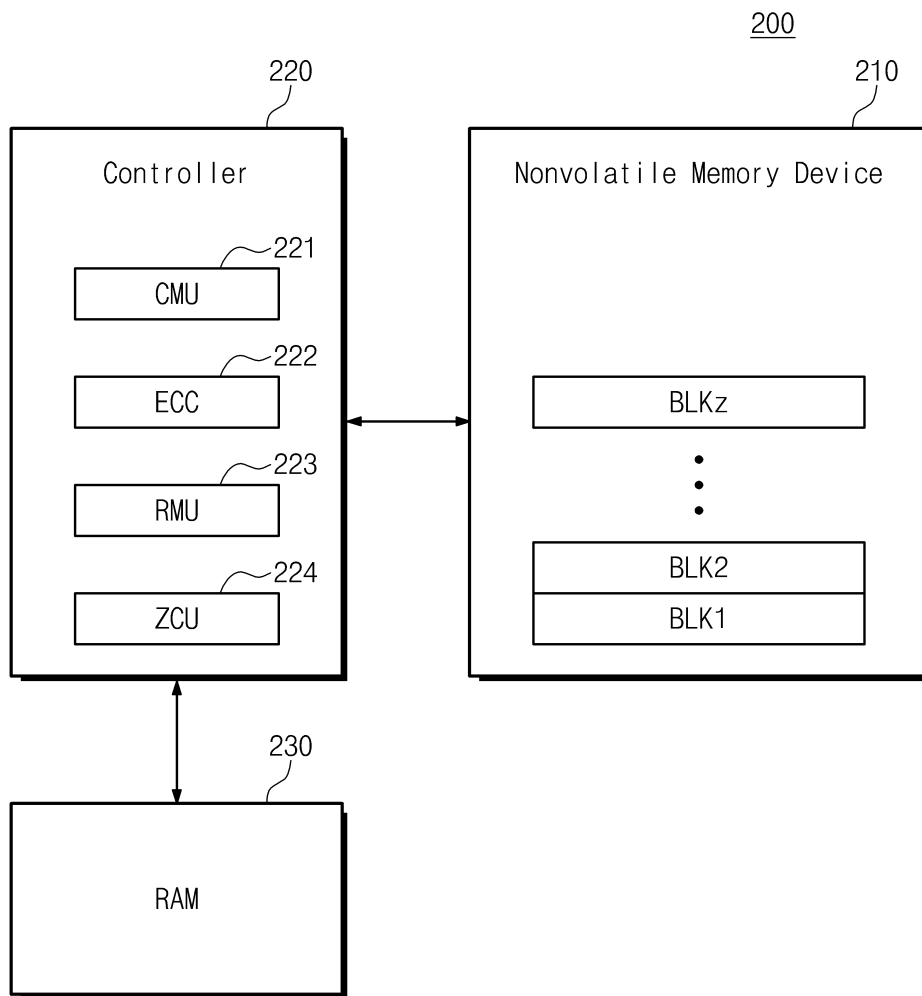 200
220
210
Controller
Nonvolatile Memory Device
221
CMU
222
ECC
BLKz
223
RMU
BLK2
224
ZCU
BLK1
230
RAM